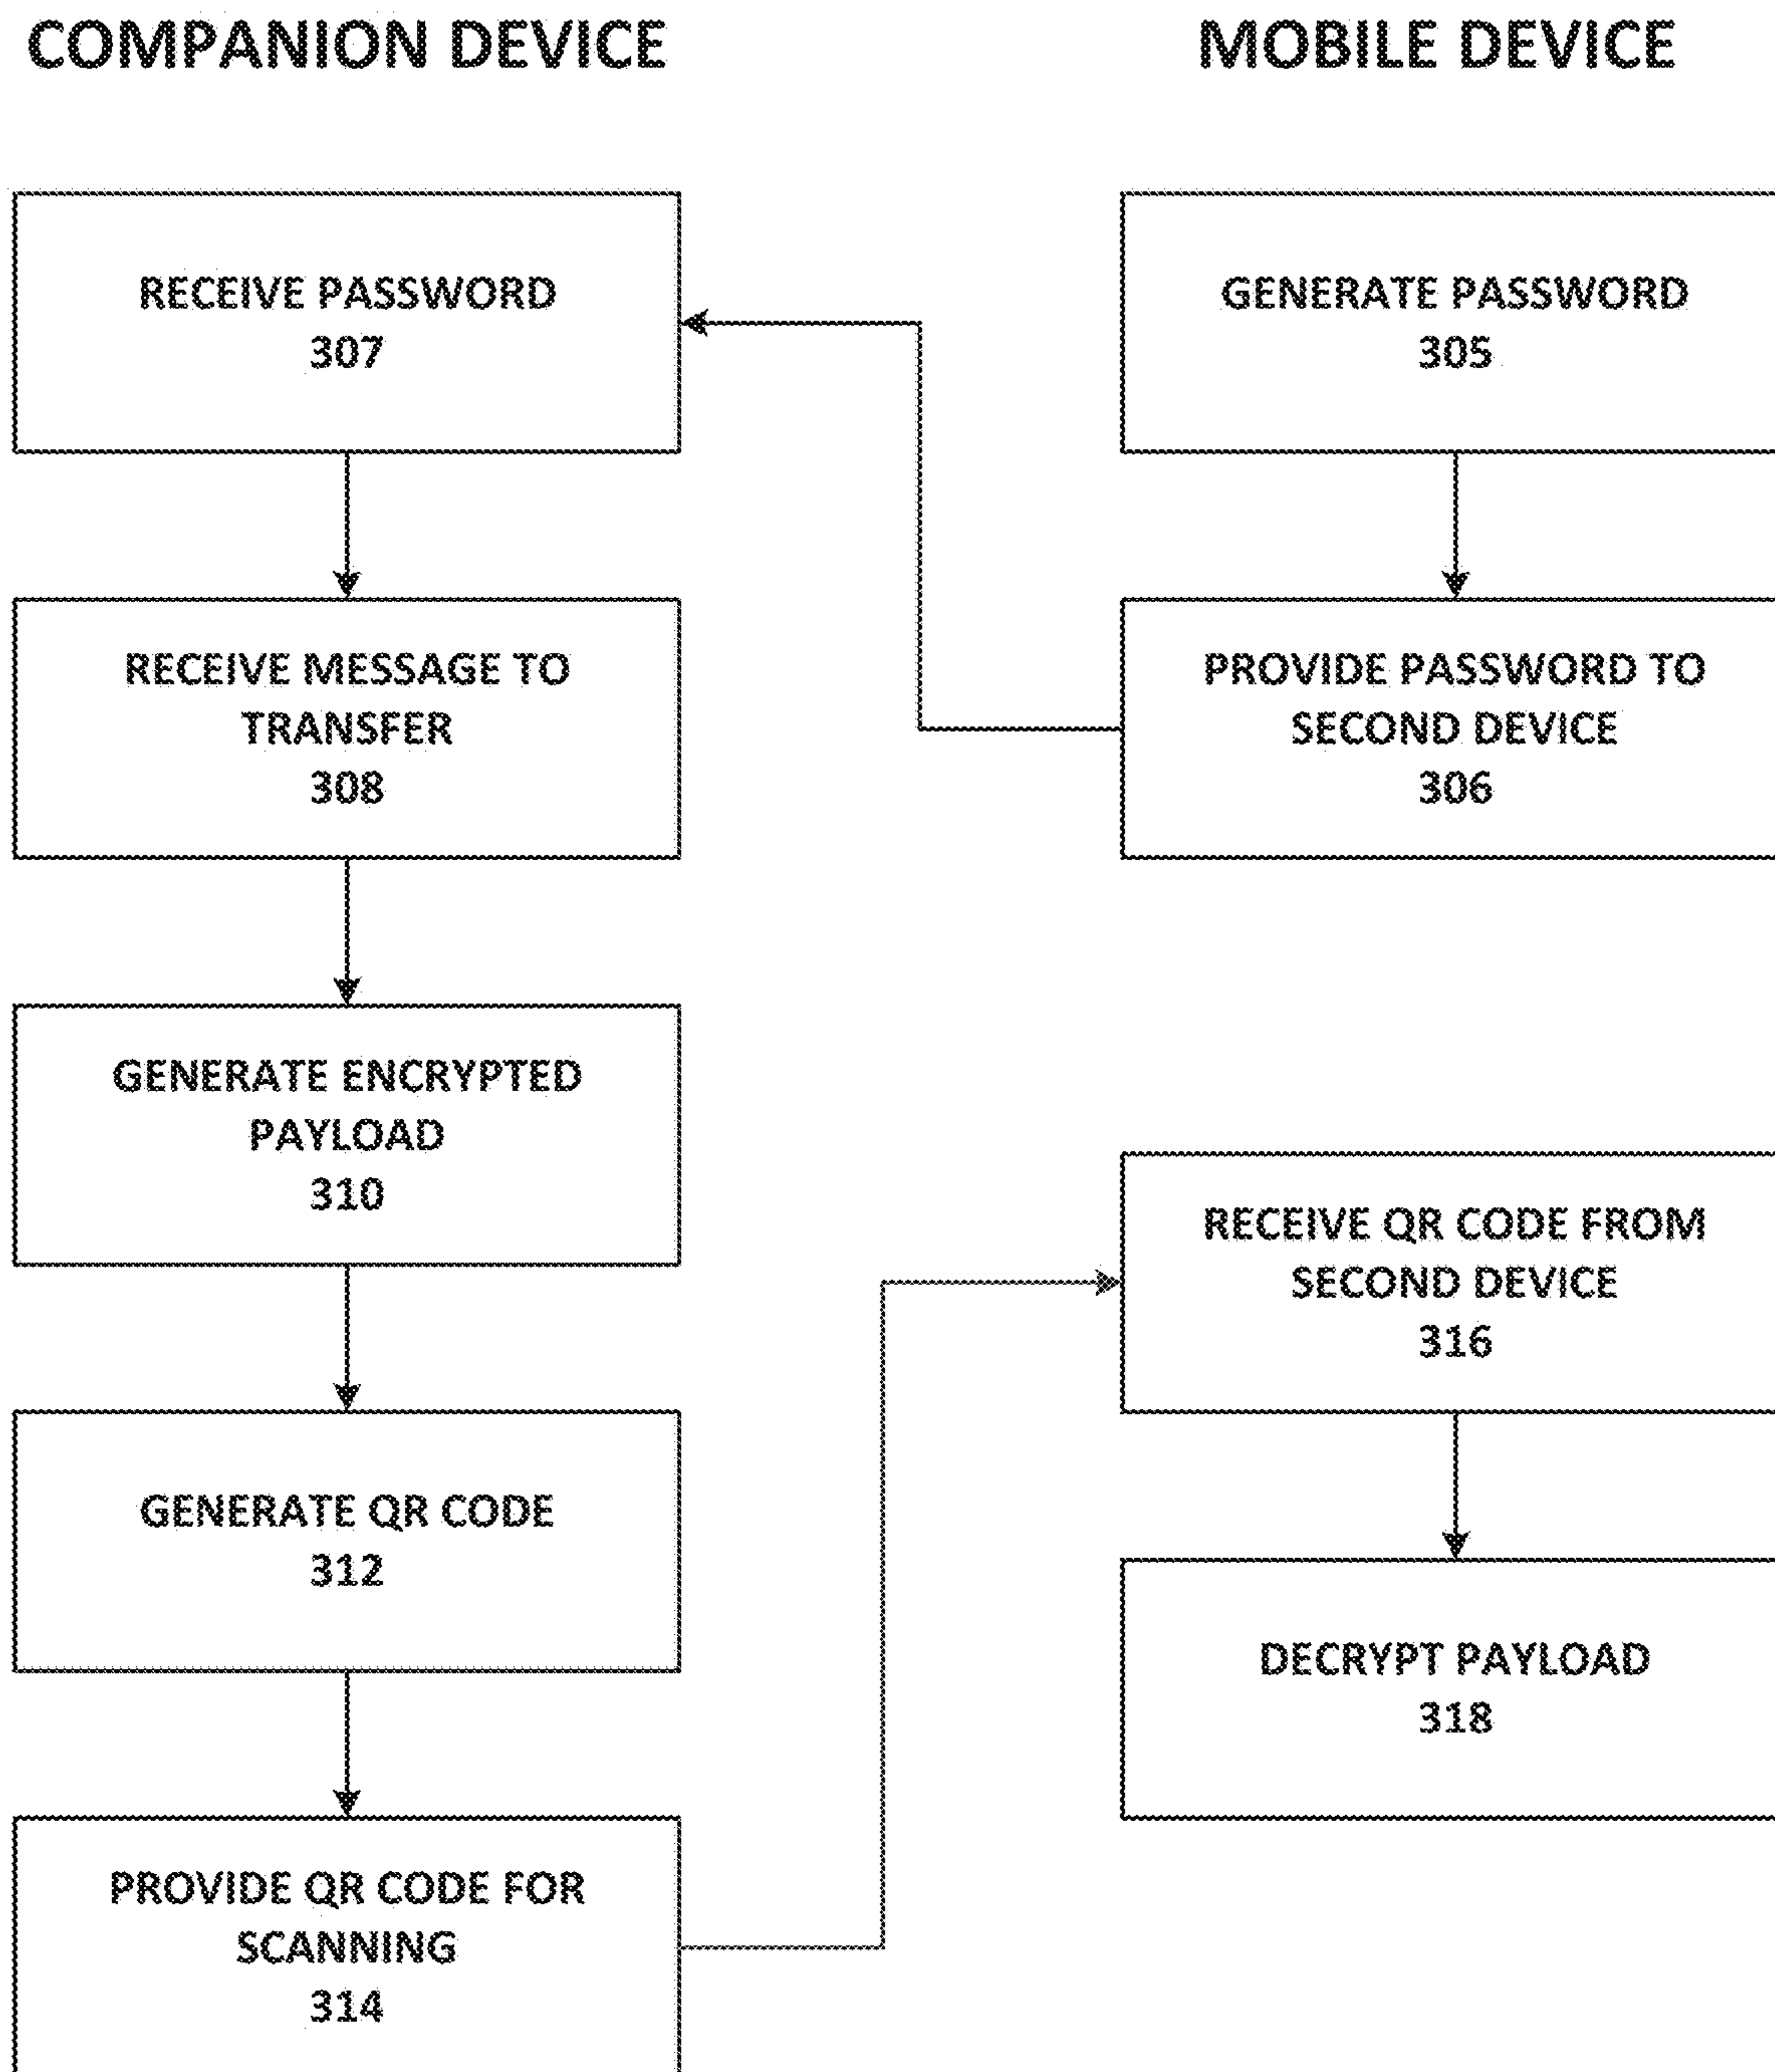 COMPANION DEVICE
MOBILE DEVICE
RECEIVE PASSWORD
307
GENERATE PASSWORD
305
RECEIVE MESSAGE TO
TRANSFER
308
PROVIDE PASSWORD TO
SECOND DEVICE
306
GENERATE ENCRYPTED
PAYLOAD
310
RECEIVE QR CODE FROM
SECOND DEVICE
316
GENERATE QR CODE
312
DECRYPT PAYLOAD
318
PROVIDE QR CODE FOR
SCANNING
314